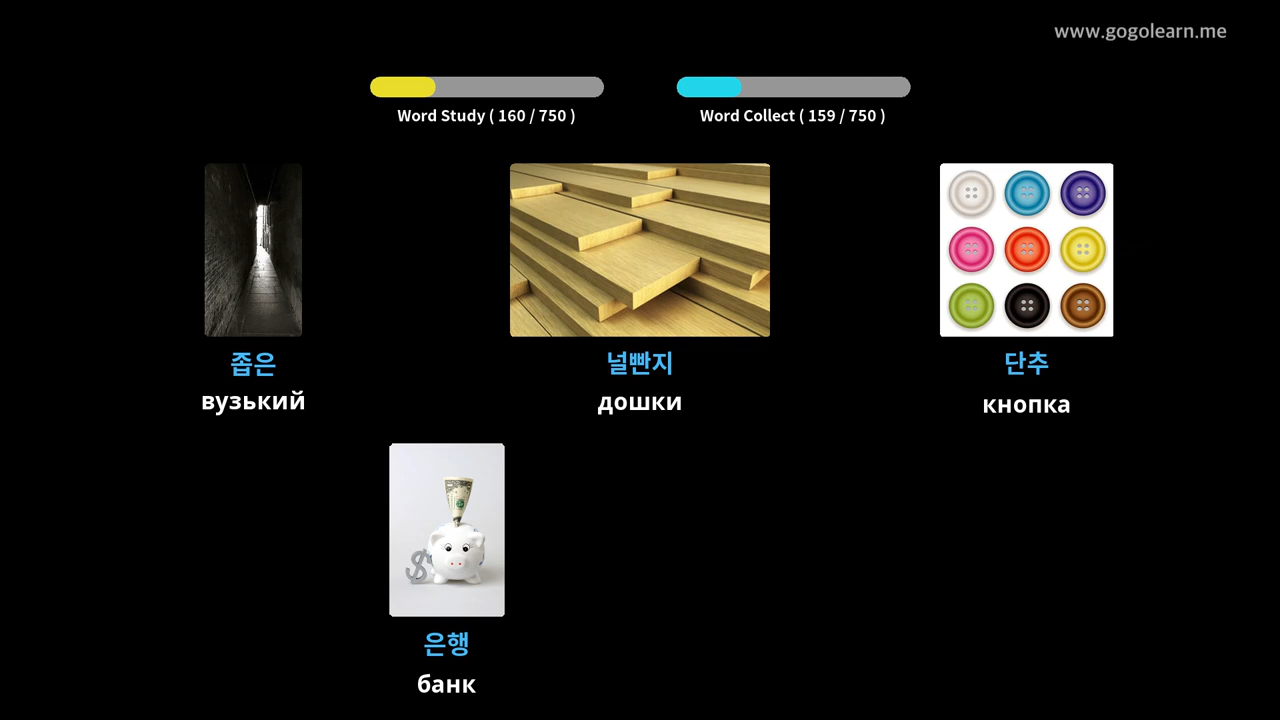 www.gogolearn.me
Word Study ( 160 / 750 )
Word Collect ( 159 / 750 )
좁은
вузький
널빤지
дошки
단추
кнопка
은행
банк